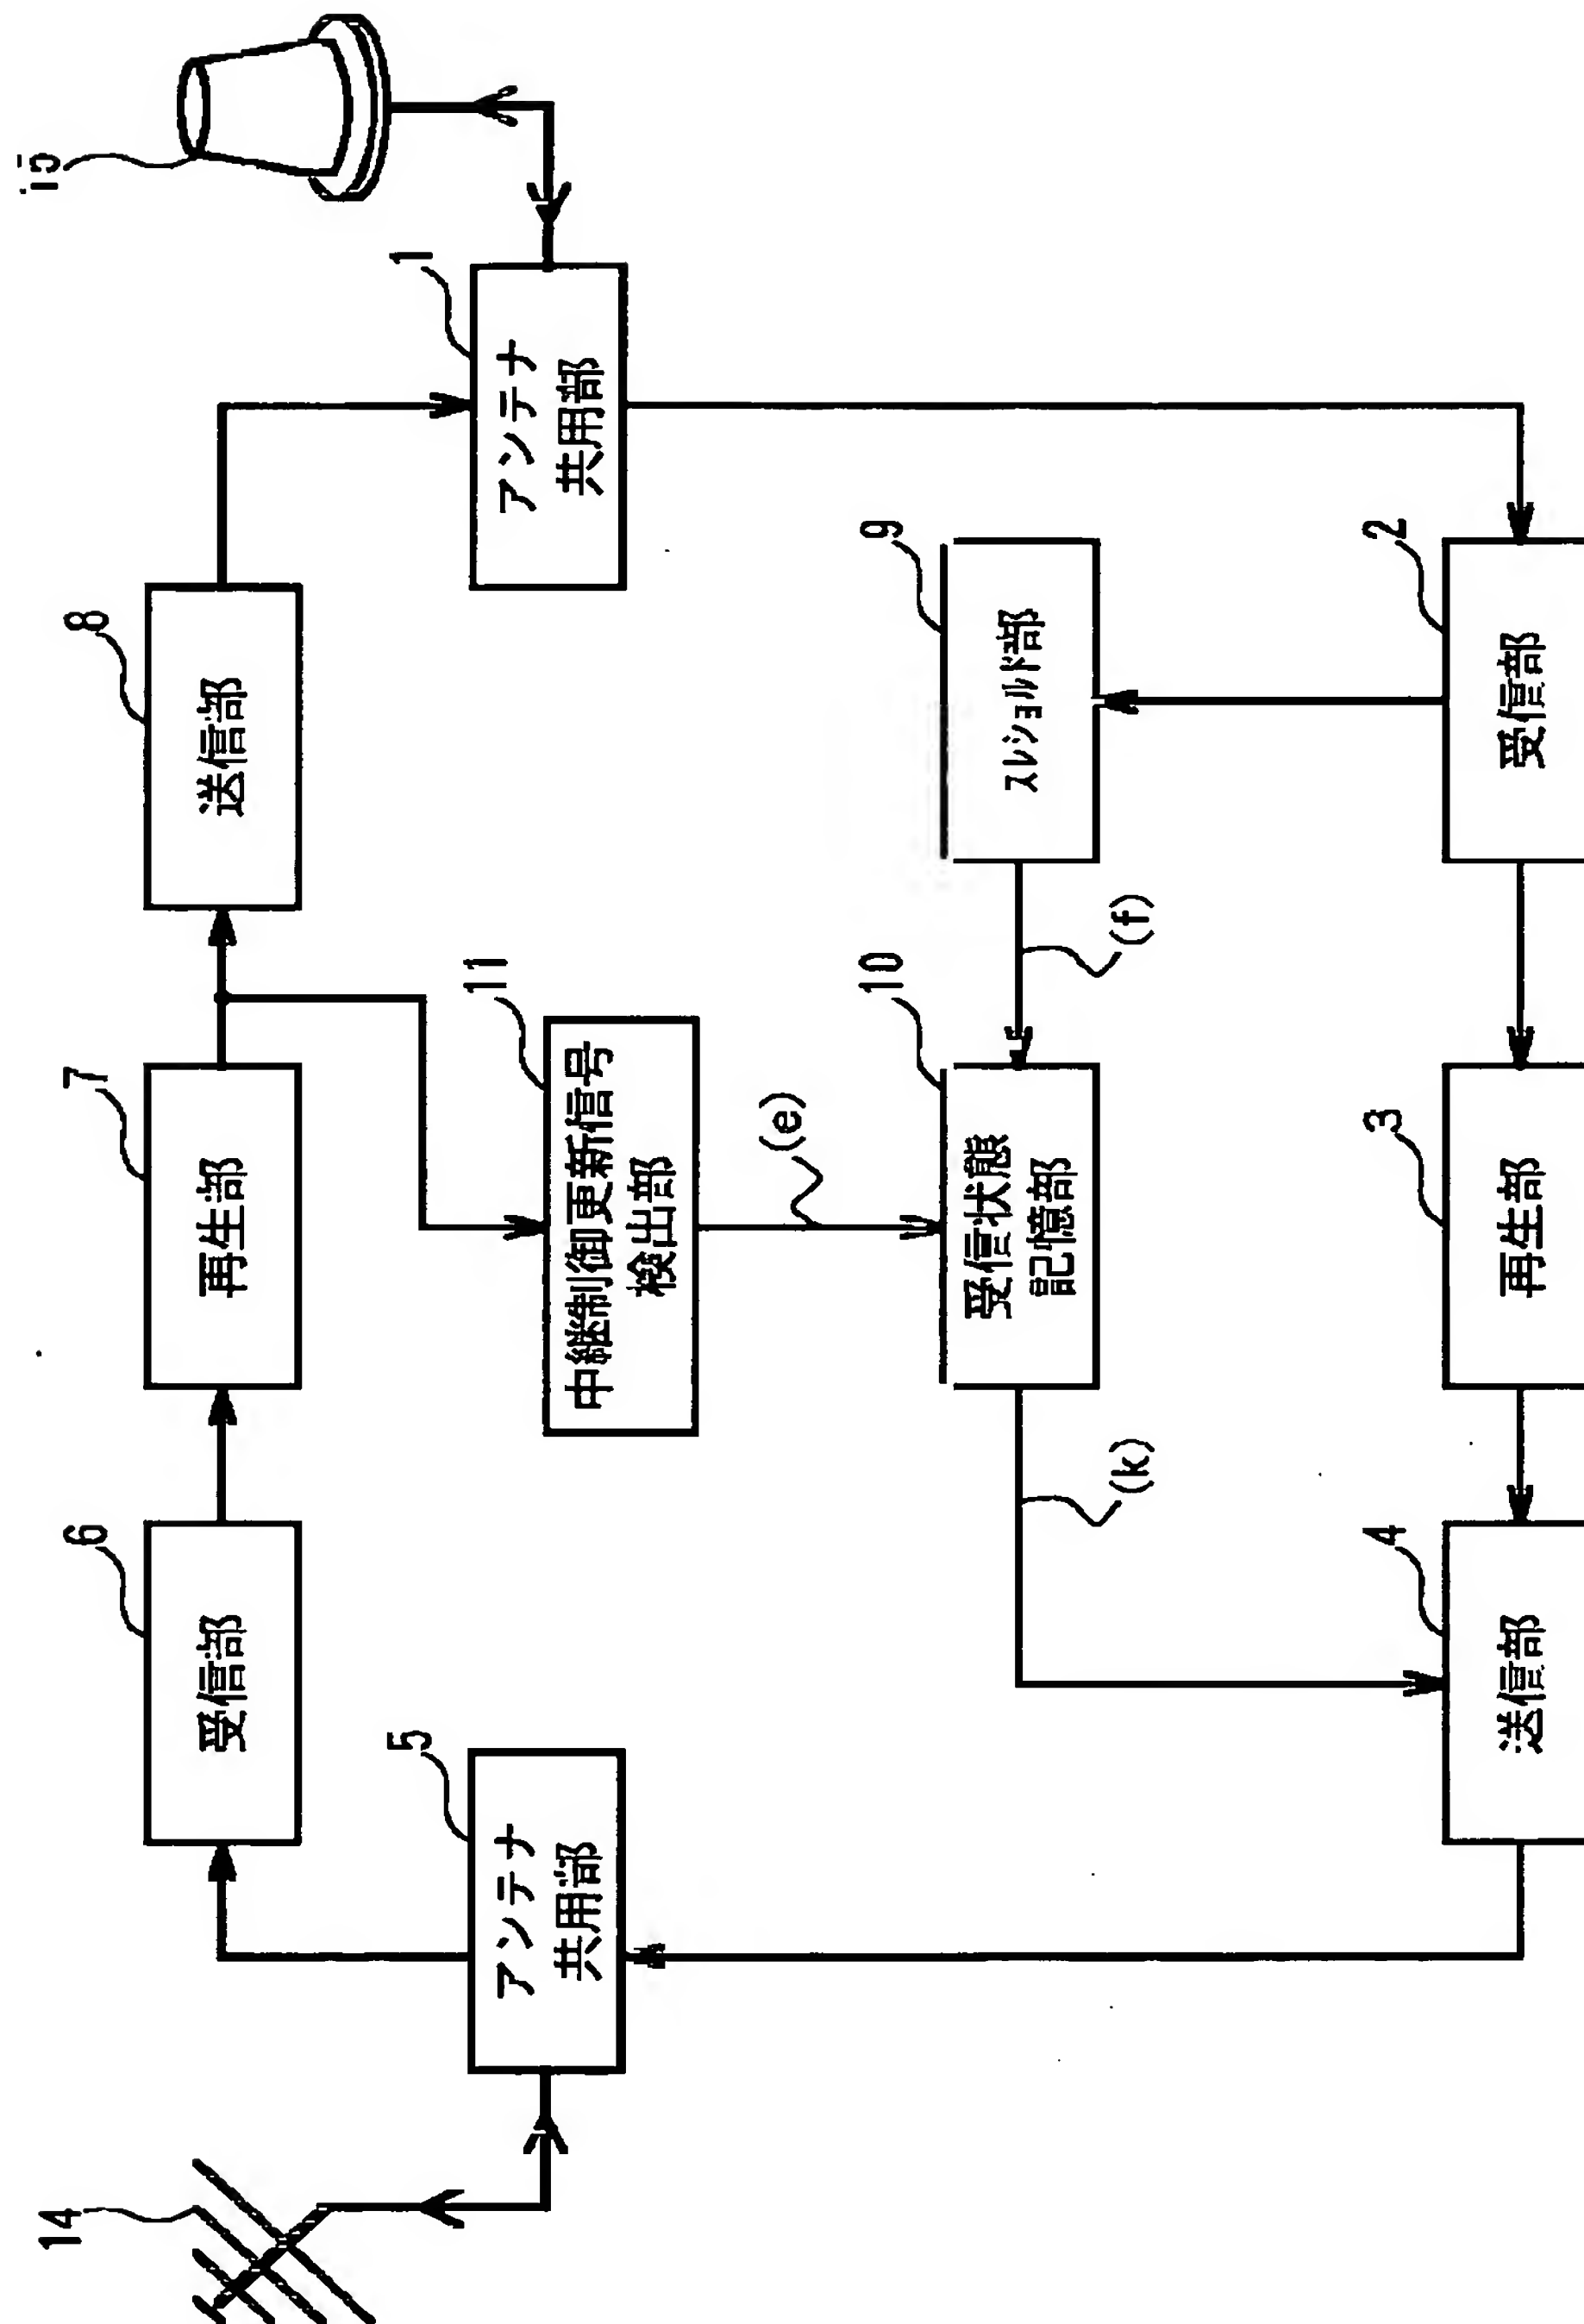 14
5
アンテナ
共用部
6
受信部
7
再生部
8
送信部
15
1
アンテナ
共用部
11
中継制御更新信号
検出部
(e)
10
受信状態
記憶部
(f)
9
スレショルド部
(k)
4
送信部
3
再生部
2
受信部